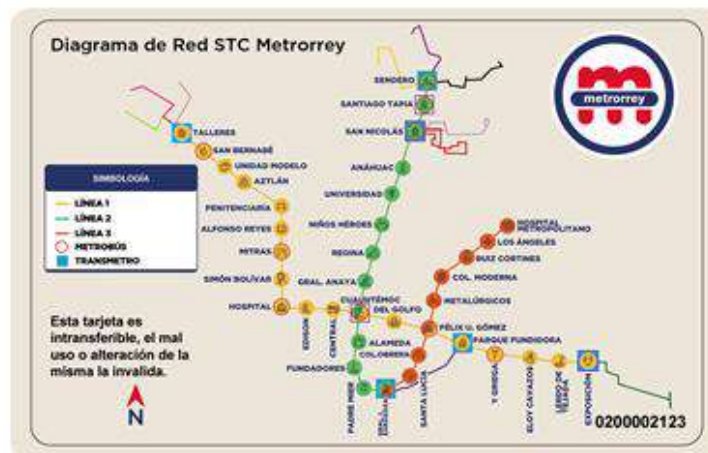 Diagrama de Red STC Metrorrey
metrorrey
SENDERO
SANTIAGO TAPIA
SAN NICOLÁS
TALLERES
SAN BERNABÉ
UNIDAD MODELO
AZTLÁN
PENITENCIARÍA
ALFONSO REYES
MITRAS
SIMÓN BOLÍVAR
HOSPITAL
EDISON
CENTRAL
CUAUHTÉMOC
DEL GOLFO
FÉLIX U. GÓMEZ
PARQUE FUNDIDORA
Y GRIEGA
ELOY CAVAZOS
LERDO DE
TEJADA
EXPOSICIÓN
ANÁHUAC
UNIVERSIDAD
NIÑOS HÉROES
REGINA
GRAL. ANAYA
ALAMEDA
FUNDADORES
PADRE MIER
HOSPITAL
METROPOLITANO
LOS ÁNGELES
RUIZ CORTINES
COL. MODERNA
METALÚRGICOS
COL.OBRERA
SANTA LUCÍA
SIMBOLOGÍA
LÍNEA 1
LÍNEA 2
LÍNEA 3
METROBÚS
TRANSMETRO
Esta tarjeta es
intransferible, el mal
uso o alteración de la
misma la invalida.
N
0200002123